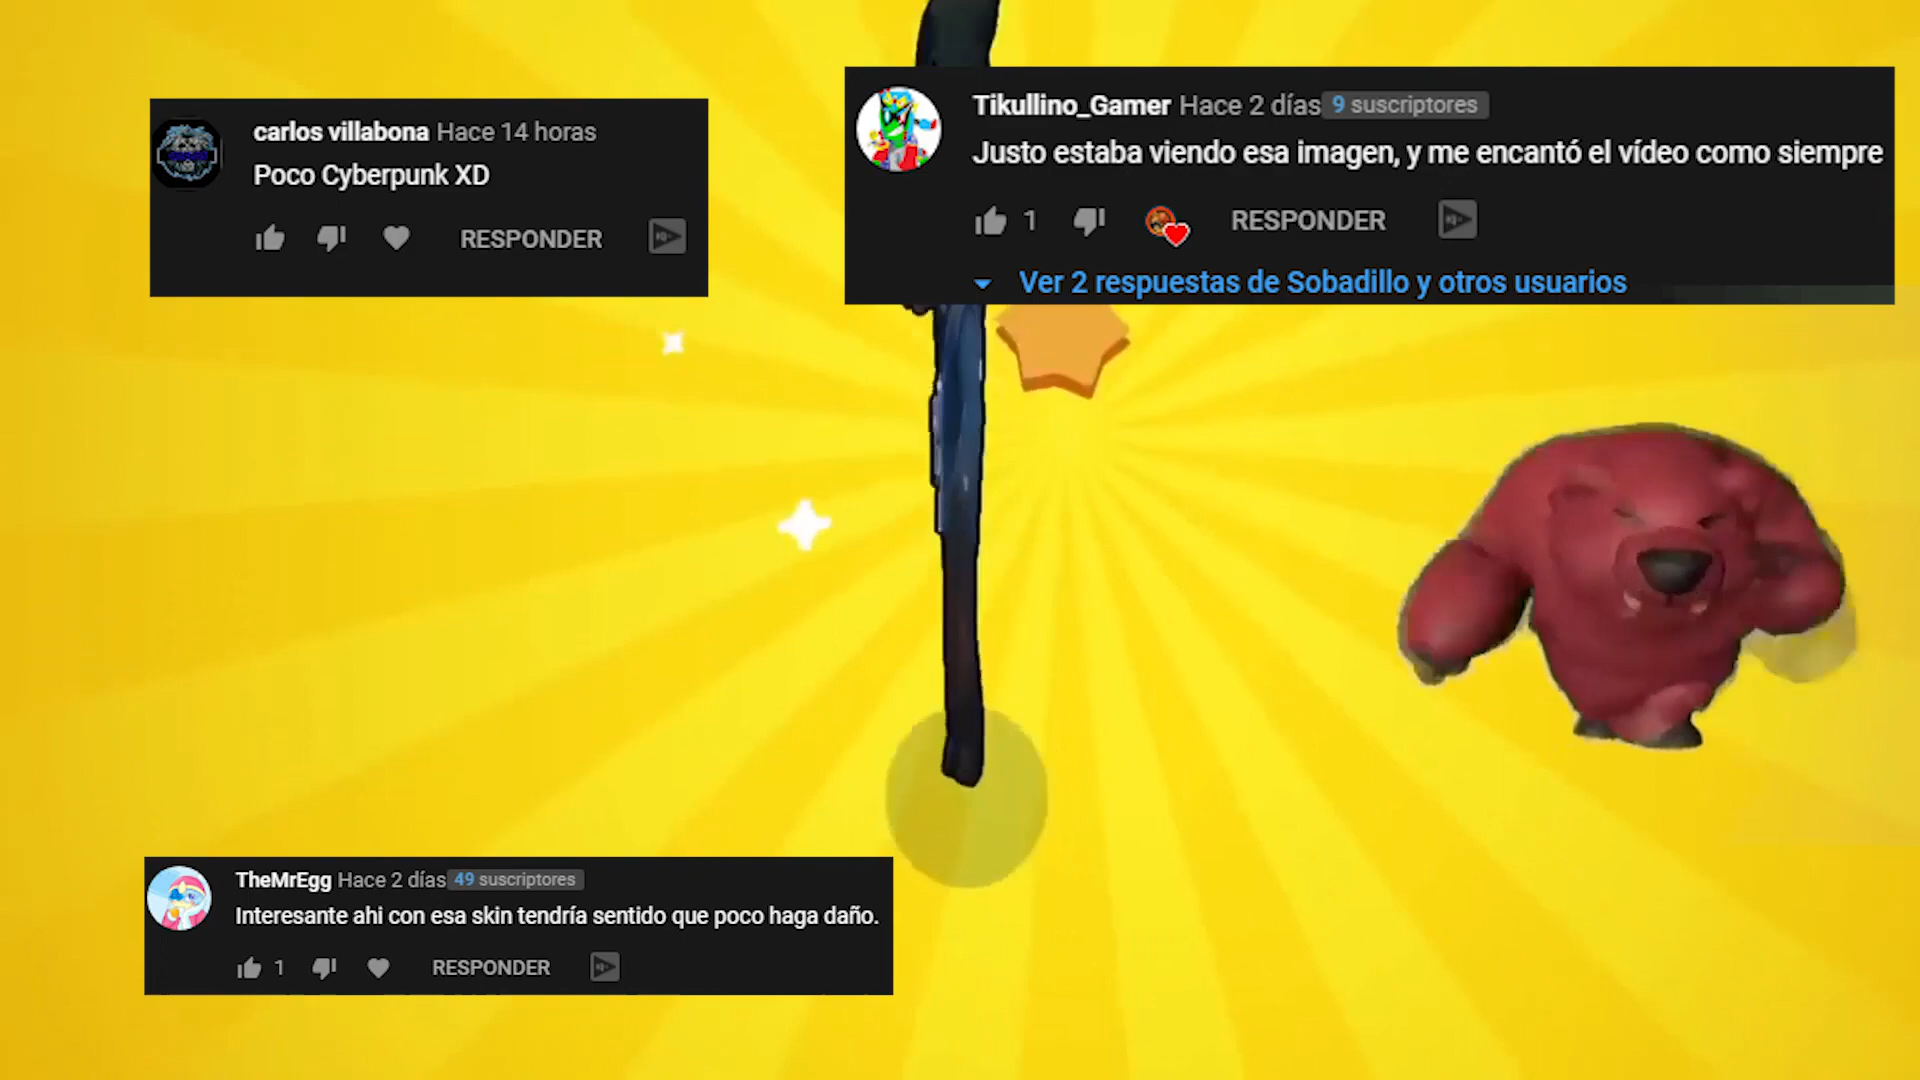 carlos villabona Hace 14 horas
Poco Cyberpunk XD
RESPONDER
Tikullino_Gamer Hace 2 días 9 suscriptores
Justo estaba viendo esa imagen, y me encantó el vídeo como siempre
1 RESPONDER
Ver 2 respuestas de Sobadillo y otros usuarios
TheMrEgg Hace 2 días 49 suscriptores
Interesante ahi con esa skin tendría sentido que poco haga daño.
1 RESPONDER